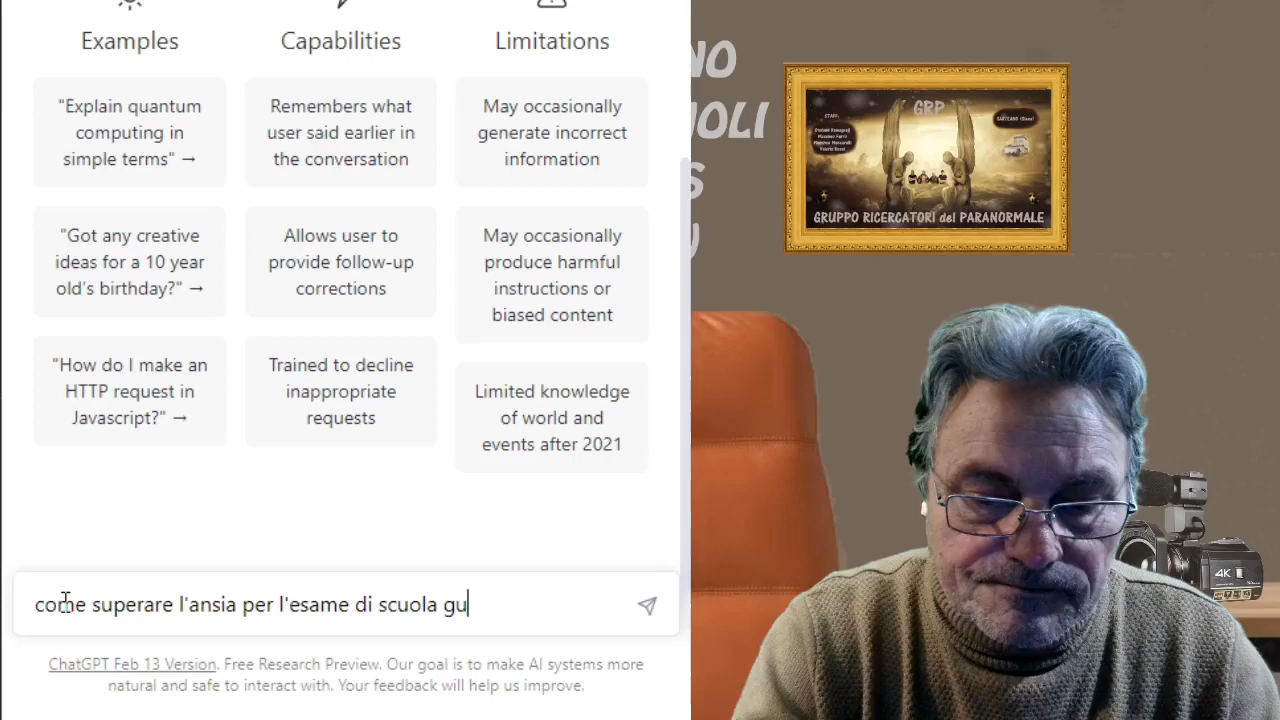 Examples
Capabilities
Limitations
"Explain quantum
computing in
simple terms" →
Remembers what
user said earlier in
the conversation
May occasionally
generate incorrect
information
"Got any creative
ideas for a 10 year
old's birthday?" →
Allows user to
provide follow-up
corrections
May occasionally
produce harmful
instructions or
biased content
"How do I make an
HTTP request in
Javascript?" →
Trained to decline
inappropriate
requests
Limited knowledge
of world and
events after 2021
come superare l'ansia per l'esame di scuola gu
ChatGPT Feb 13 Version. Free Research Preview. Our goal is to make AI systems more
natural and safe to interact with. Your feedback will help us improve.
NO
GRP
STAFF:
GRUPPO RICERCATORI del PARANORMALE
4K